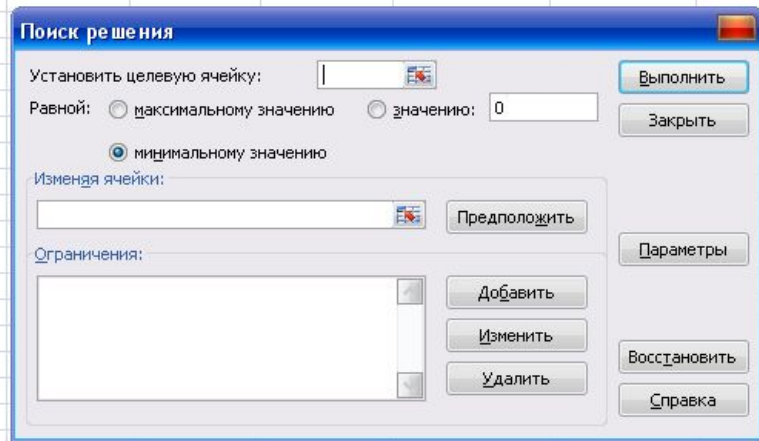 Поиск решения
Установить целевую ячейку:
Выполнить
Равной: максимальному значению значению: 0
Закрыть
минимальному значению
Изменяя ячейки:
Предположить
Ограничения:
Параметры
Добавить
Изменить
Восстановить
Удалить
Справка